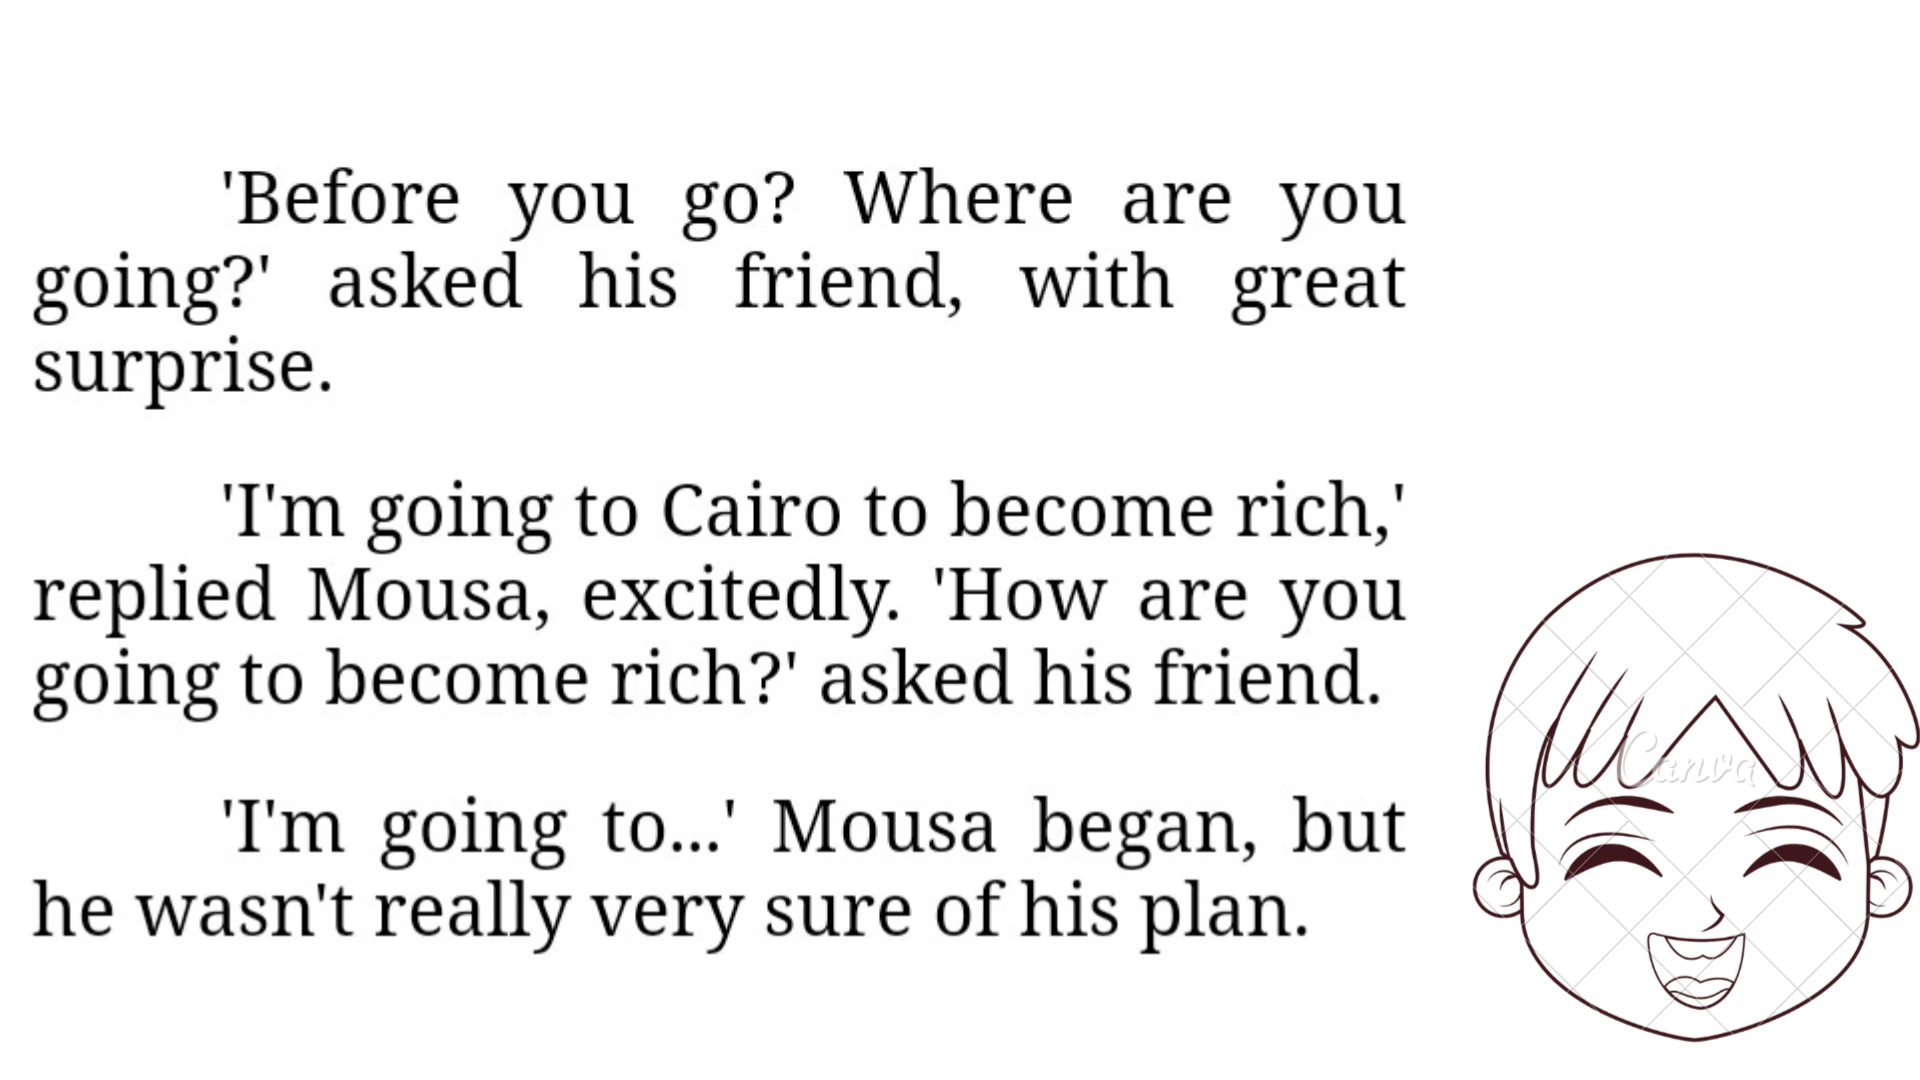 'Before you go? Where are you
going?' asked his friend, with great
surprise.
'I'm going to Cairo to become rich,'
replied Mousa, excitedly. 'How are you
going to become rich?' asked his friend.
'I'm going to...' Mousa began, but
he wasn't really very sure of his plan.
Canva